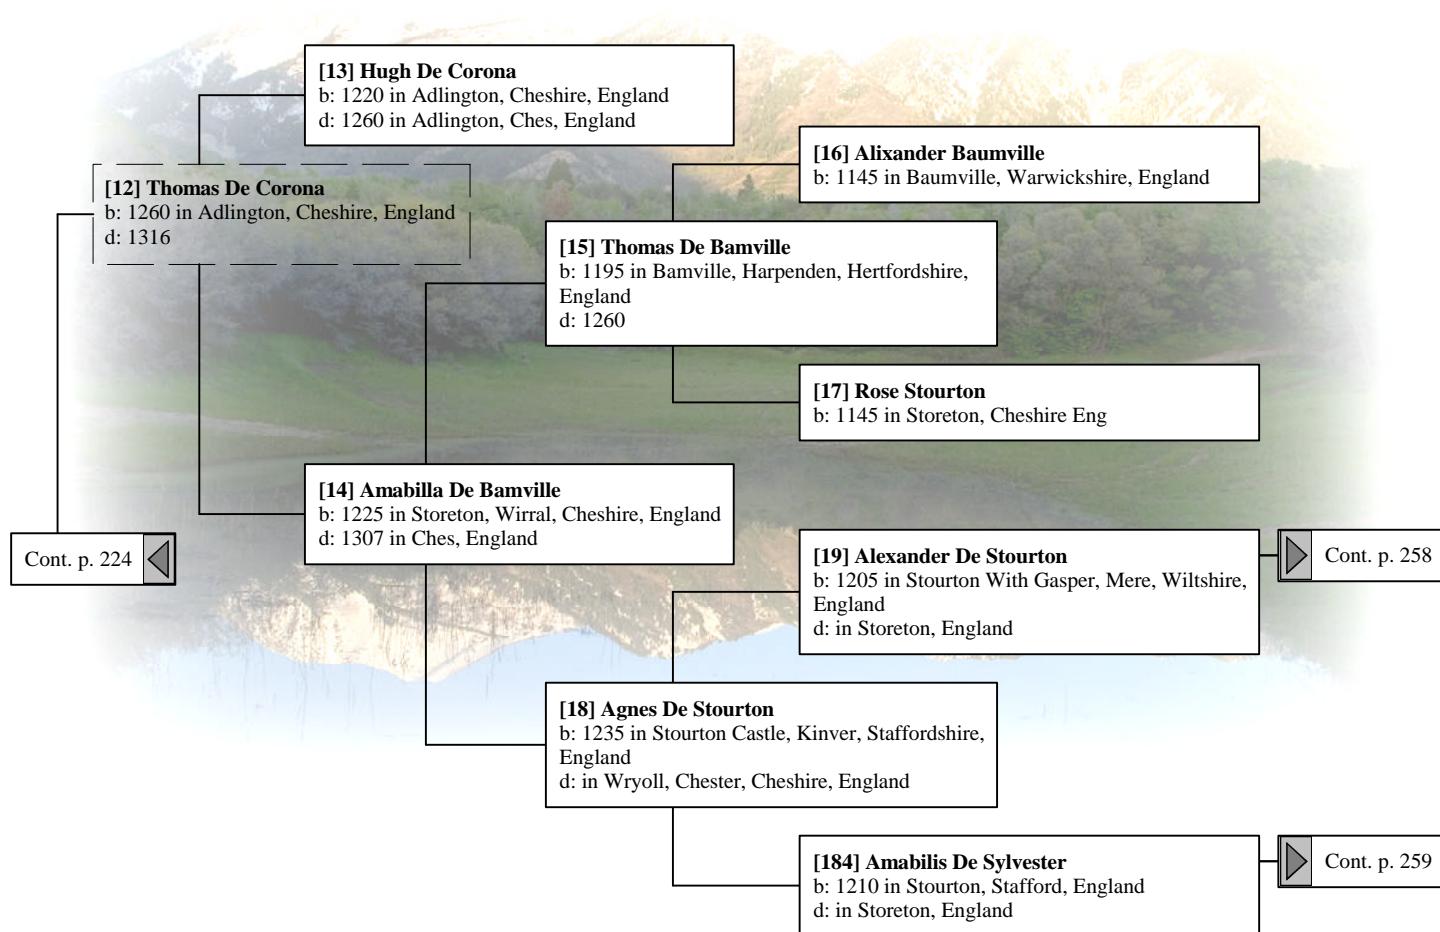 [13] Hugh De Corona
b: 1220 in Adlington, Cheshire, England
d: 1260 in Adlington, Ches, England
[16] Alixander Baumville
b: 1145 in Baumville, Warwickshire, England
[12] Thomas De Corona
b: 1260 in Adlington, Cheshire, England
d: 1316
[15] Thomas De Bamville
b: 1195 in Bamville, Harpenden, Hertfordshire,
England
d: 1260
[17] Rose Stourton
b: 1145 in Storeton, Cheshire Eng
[14] Amabilla De Bamville
b: 1225 in Storeton, Wirral, Cheshire, England
d: 1307 in Ches, England
Cont. p. 224
[19] Alexander De Stourton
b: 1205 in Stourton With Gasper, Mere, Wiltshire,
England
d: in Storeton, England
Cont. p. 258
[18] Agnes De Stourton
b: 1235 in Stourton Castle, Kinver, Staffordshire,
England
d: in Wryoll, Chester, Cheshire, England
[184] Amabilis De Sylvester
b: 1210 in Stourton, Stafford, England
d: in Storeton, England
Cont. p. 259